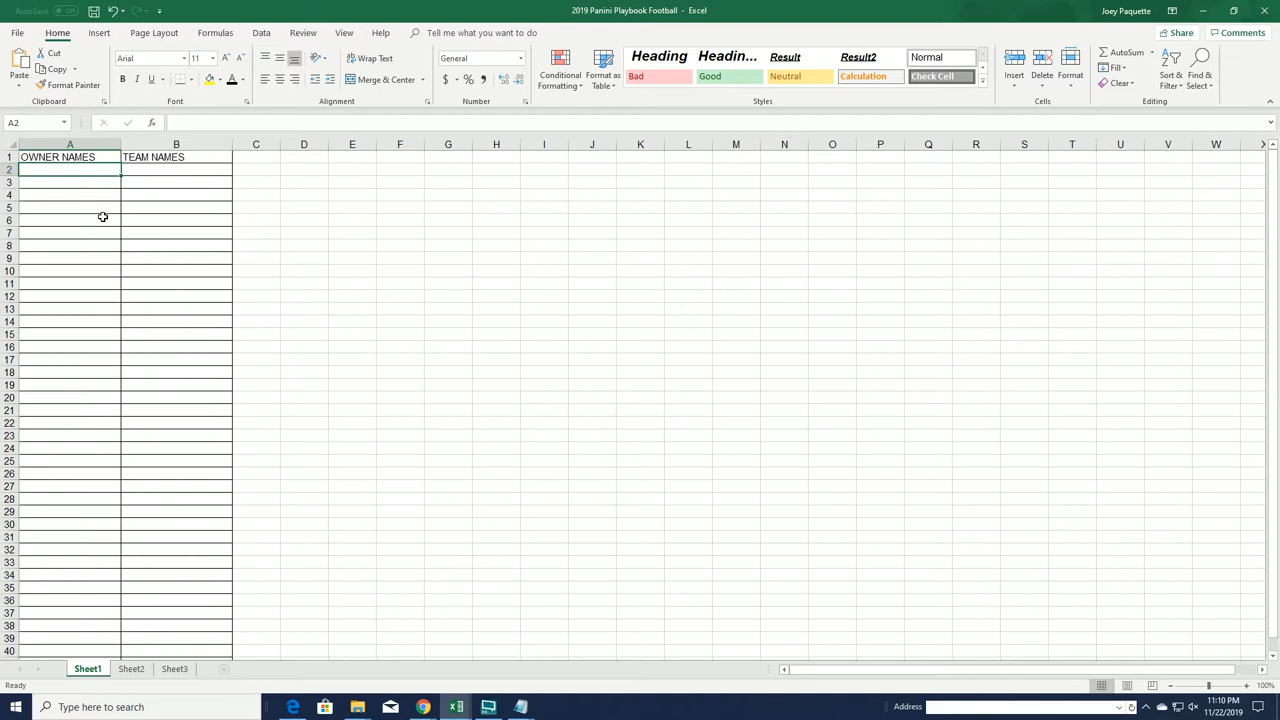 AutoSave Off
2019 Panini Playbook Football - Excel
Joey Paquette
File Home Insert Page Layout Formulas Data Review View Help Tell me what you want to do
Share Comments
Cut
Copy
Format Painter
Paste
Clipboard
Arial 11
B I U
Font
Wrap Text
Merge & Center
Alignment
General
$ % ,
Number
Conditional Formatting
Format as Table
Heading Headin... Result Result2 Normal
Bad Good Neutral Calculation Check Cell
Styles
Insert Delete Format
Cells
AutoSum
Fill
Clear
Sort & Filter
Find & Select
Editing
A2
fx
A B C D E F G H I J K L M N O P Q R S T U V W X
1 OWNER NAMES TEAM NAMES
2
3
4
5
6
7
8
9
10
11
12
13
14
15
16
17
18
19
20
21
22
23
24
25
26
27
28
29
30
31
32
33
34
35
36
37
38
39
40
Sheet1 Sheet2 Sheet3
Ready
100%
Type here to search
Address
11:10 PM
11/22/2019